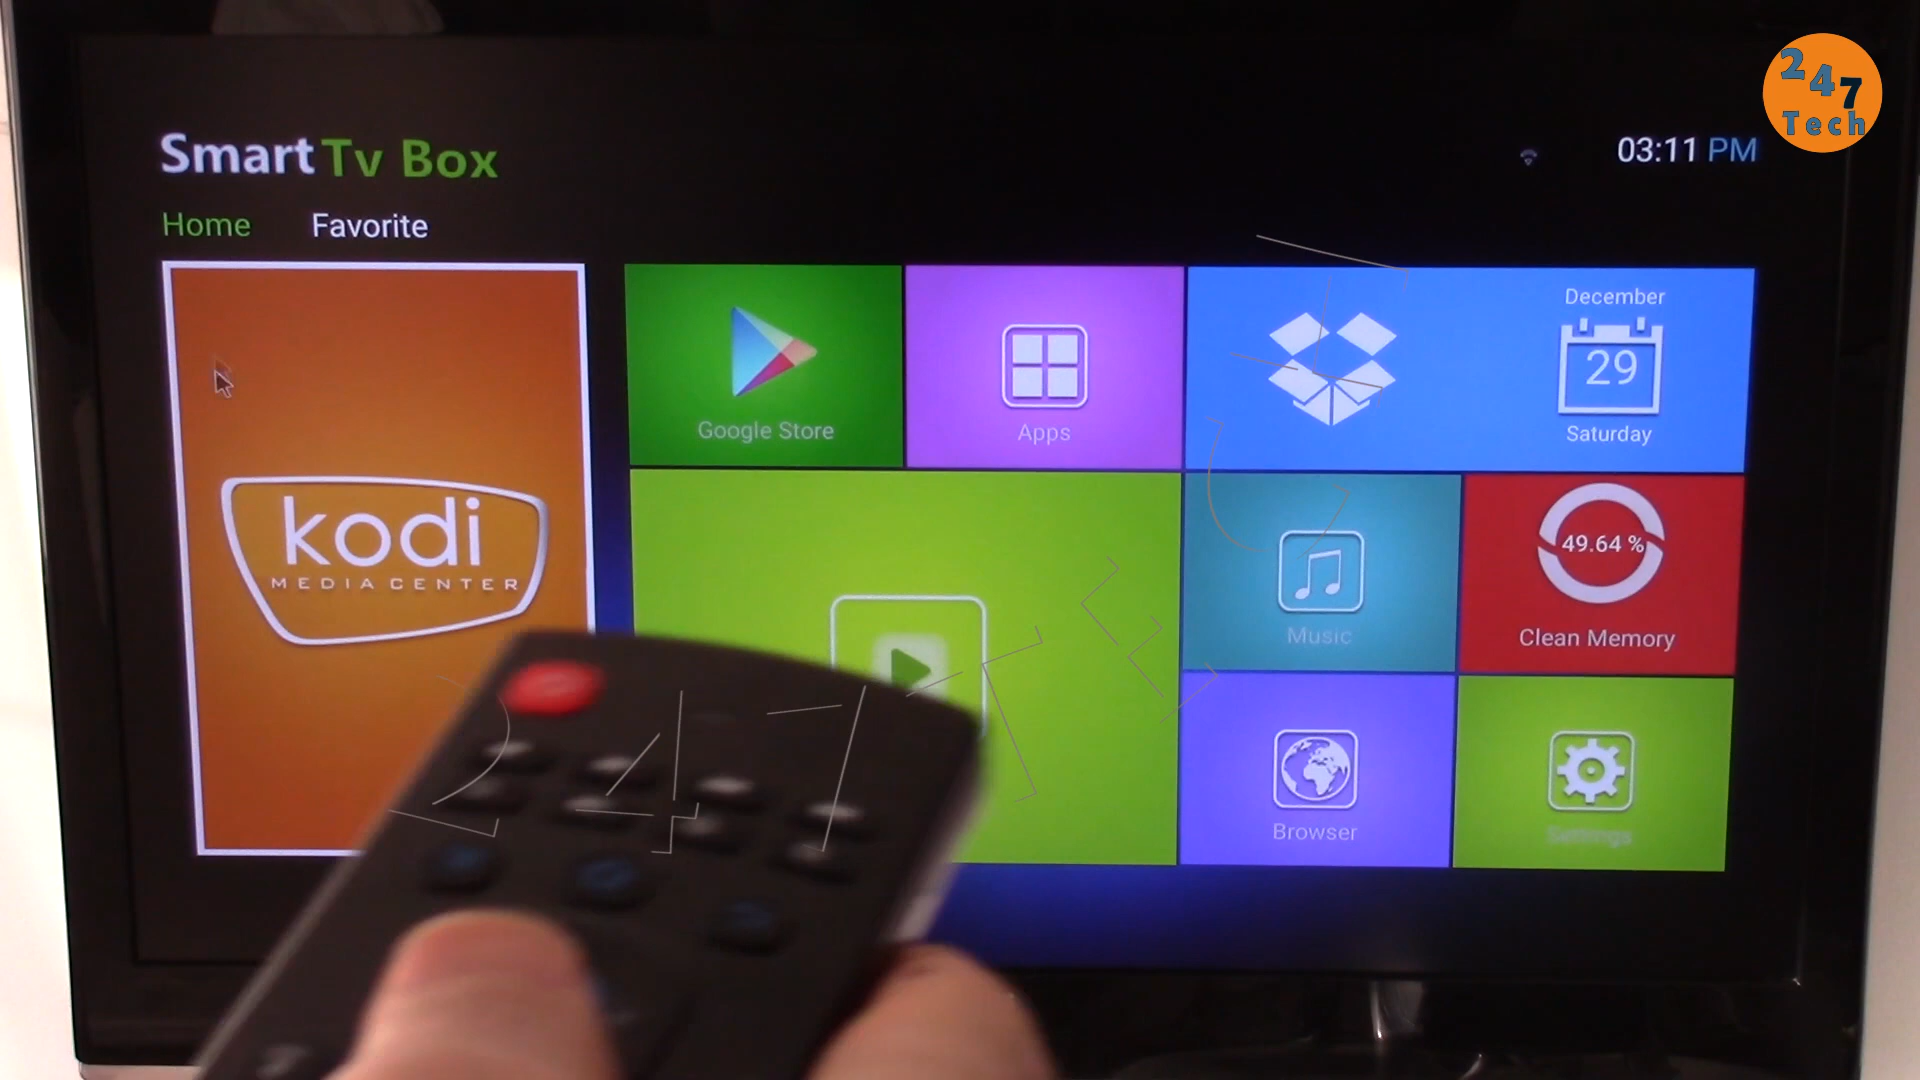 247
Tech
Smart Tv Box
03:11 PM
Home
Favorite
Google Store
Apps
December
29
Saturday
kodi
MEDIA CENTER
Music
49.64 %
Clean Memory
Browser
Settings